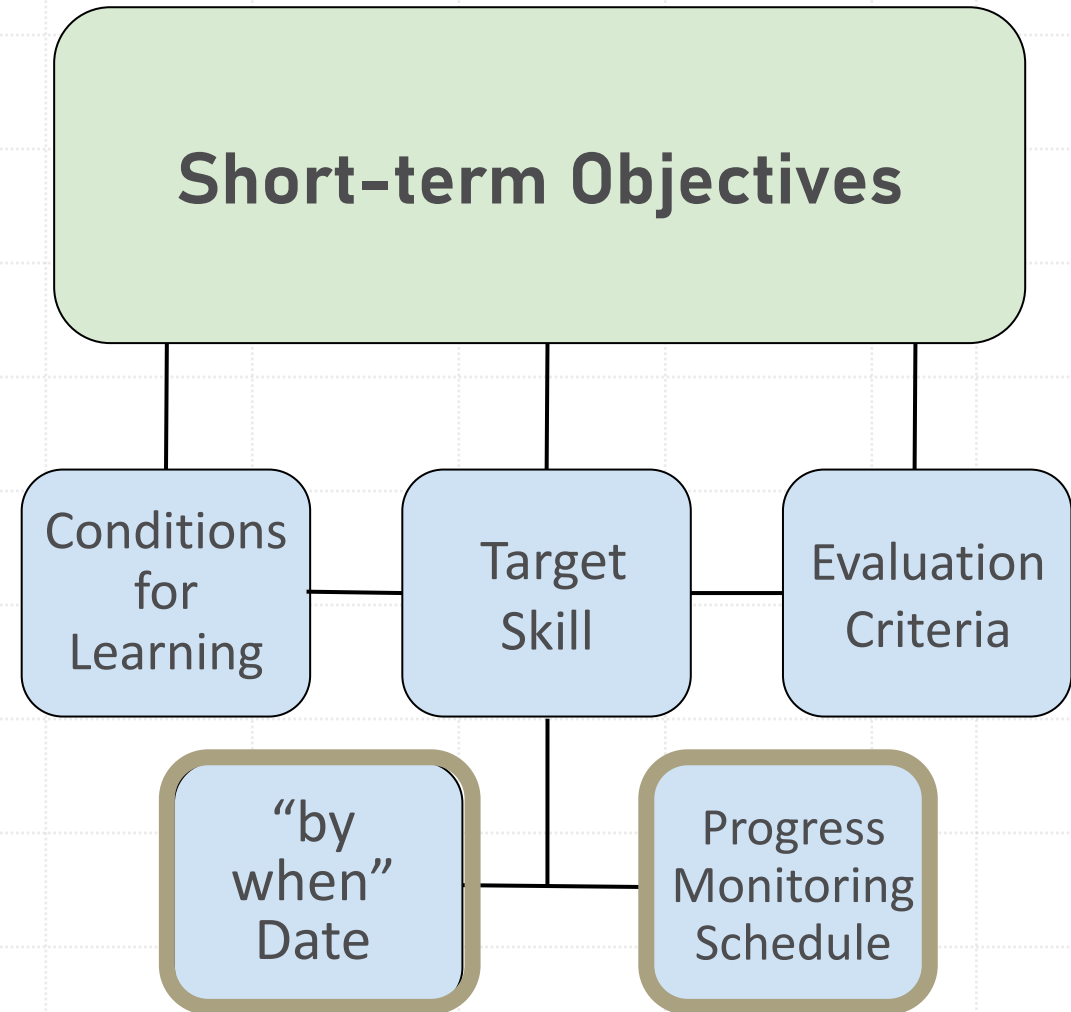 Short-term Objectives
Conditions
for
Learning
Target
Skill
Evaluation
Criteria
“by
when”
Date
Progress
Monitoring
Schedule